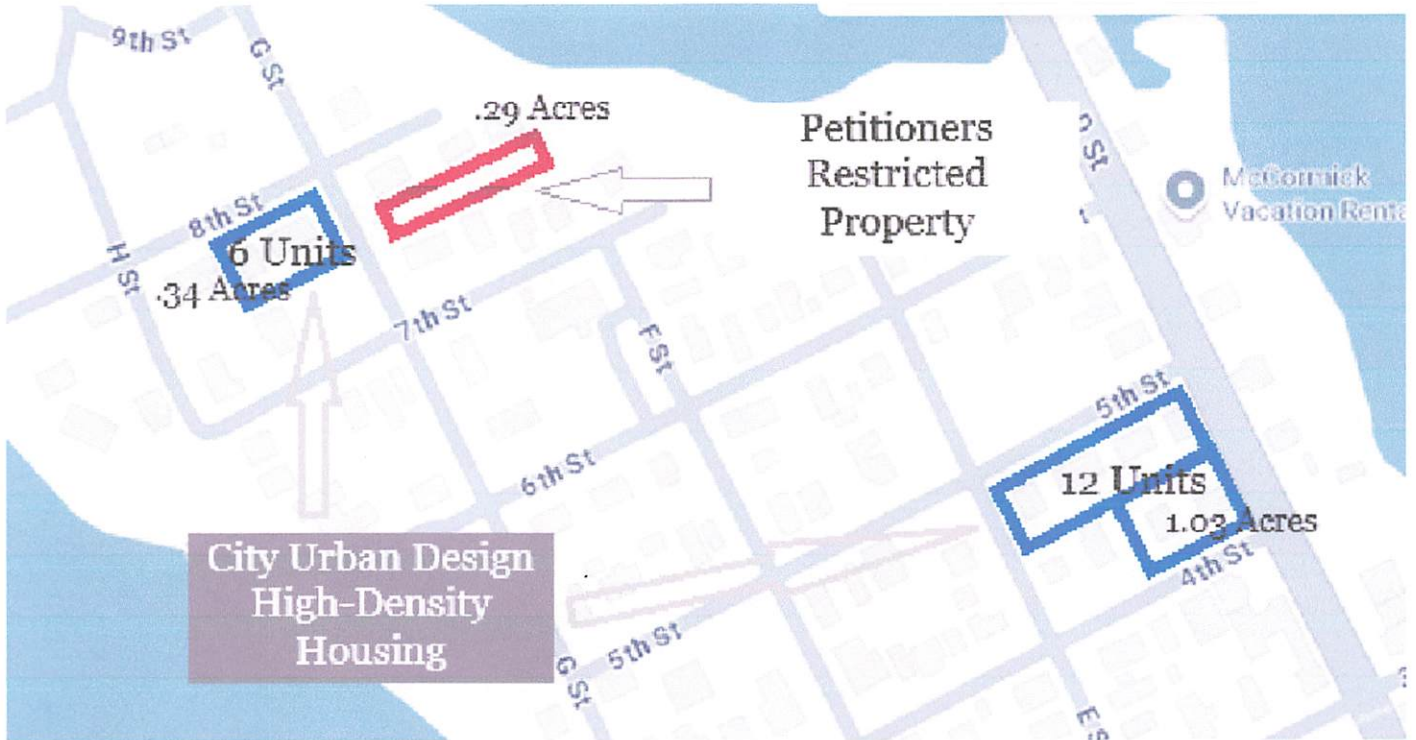 9th St
G St
.29 Acres
Petitioners
Restricted
Property
McCormick
Vacation Renta
8th St
6 Units
.34 Acres
H St
7th St
F St
5th St
12 Units
1.03 Acres
4th St
6th St
City Urban Design
High-Density
Housing
5th St
G St
E S